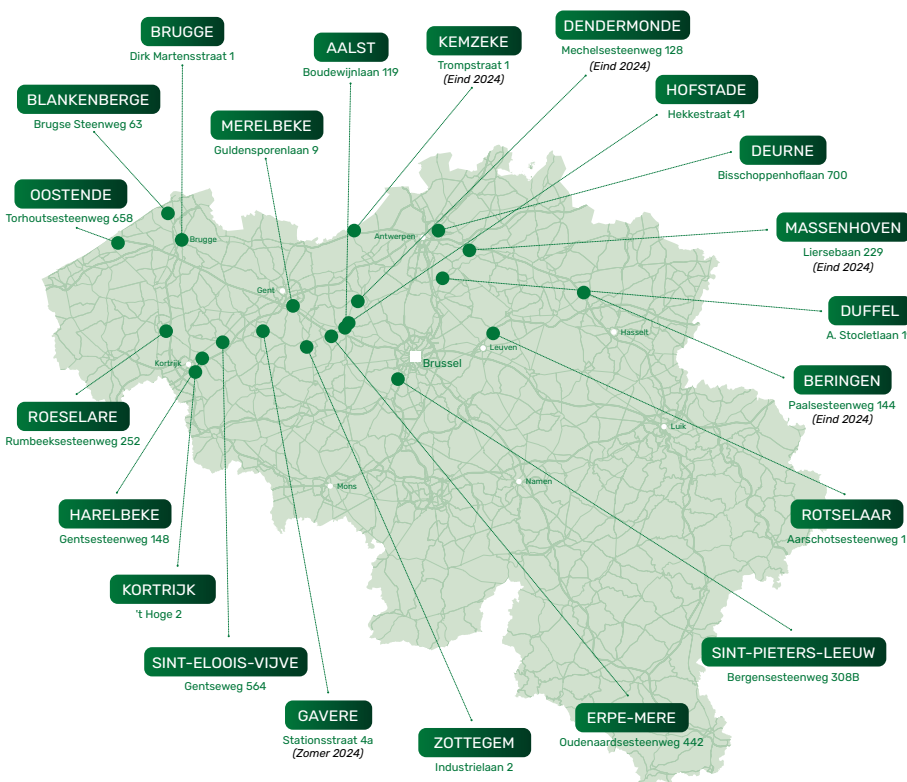 BRUGGE
Dirk Martensstraat 1
AALST
Boudewijnlaan 119
KEMZEKE
Trompstraat 1
(Eind 2024)
DENDERMONDE
Mechelsesteenweg 128
(Eind 2024)
BLANKENBERGE
Brugse Steenweg 63
MERELBEKE
Guldensporenlaan 9
HOFSTADE
Hekkestraat 41
DEURNE
Bisschoppenhoflaan 700
OOSTENDE
Torhoutsesteenweg 658
MASSENHOVEN
Liersebaan 229
(Eind 2024)
Brugge
Antwerpen
Gent
DUFFEL
A. Stocletlaan 1
Hasselt
Kortrijk
Leuven
Brussel
BERINGEN
Paalsesteenweg 144
(Eind 2024)
ROESELARE
Rumbeeksesteenweg 252
Luik
Mons
Namen
HARELBEKE
Gentsesteenweg 148
ROTSELAAR
Aarschotsesteenweg 1
KORTRIJK
't Hoge 2
SINT-ELOOIS-VIJVE
Gentseweg 564
SINT-PIETERS-LEEUW
Bergensesteenweg 308B
GAVERE
Stationsstraat 4a
(Zomer 2024)
ZOTTEGEM
Industrielaan 2
ERPE-MERE
Oudenaardsesteenweg 442